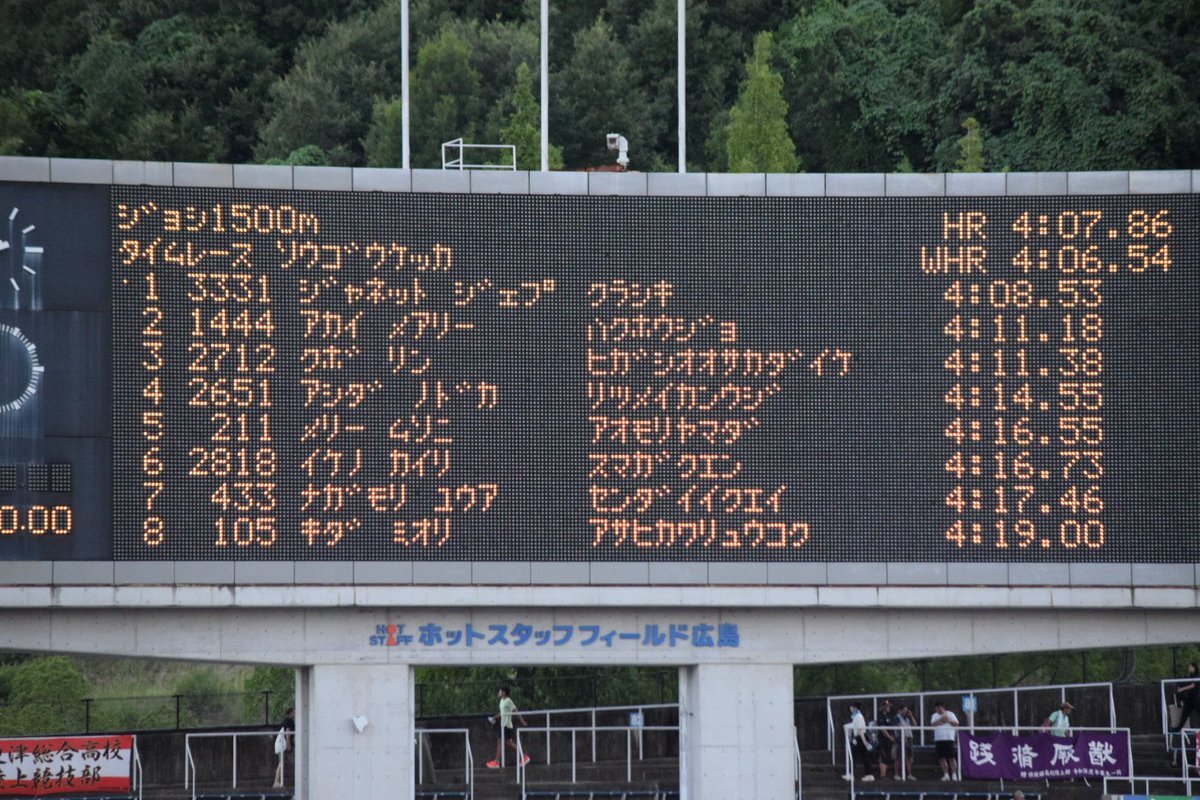 ジョシ1500m HR 4:07.86
タイムレース ソウゴウケッカ WHR 4:06.54
1 3331 ジャネット ジェプ クラシキ 4:08.53
2 1444 アカイ メアリー ハクホウジョ 4:11.18
3 2712 クボ リン ヒガシオオサカダイケ 4:11.38
4 2651 アシダ ノドカ リツメイカンウジ 4:14.55
5 211 メリー ムソニ アオモリヤマダ 4:16.55
6 2818 イケノ カイリ スマガクエン 4:16.73
7 433 ナガモリ ユウア センダイイクエイ 4:17.46
8 105 キダ ミオリ アサヒカワリュウコク 4:19.00
0.00
HOT STAFF ホットスタッフフィールド広島
津総合高校
陸上競技部